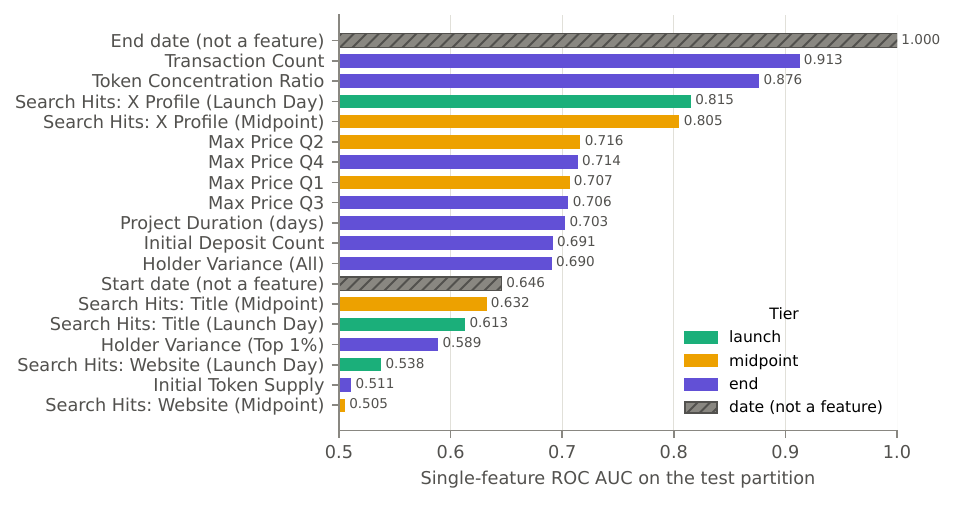 End date (not a feature) 1.000
Transaction Count 0.913
Token Concentration Ratio 0.876
Search Hits: X Profile (Launch Day) 0.815
Search Hits: X Profile (Midpoint) 0.805
Max Price Q2 0.716
Max Price Q4 0.714
Max Price Q1 0.707
Max Price Q3 0.706
Project Duration (days) 0.703
Initial Deposit Count 0.691
Holder Variance (All) 0.690
Start date (not a feature) 0.646
Search Hits: Title (Midpoint) 0.632
Search Hits: Title (Launch Day) 0.613
Holder Variance (Top 1%) 0.589
Search Hits: Website (Launch Day) 0.538
Initial Token Supply 0.511
Search Hits: Website (Midpoint) 0.505
Tier
launch
midpoint
end
date (not a feature)
0.5 0.6 0.7 0.8 0.9 1.0
Single-feature ROC AUC on the test partition